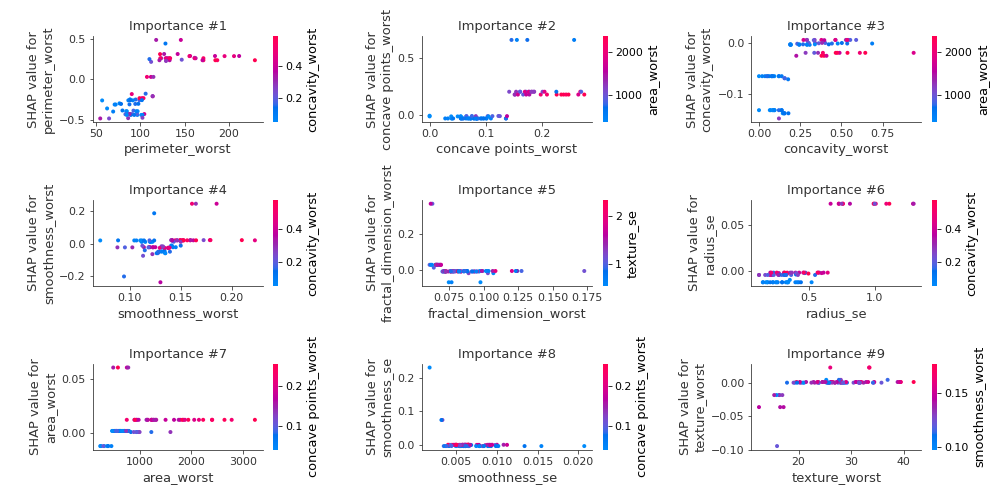 Importance #1
0.5
0.0
−0.5
50
100
150
200
SHAP value for
perimeter_worst
perimeter_worst
0.4
0.2
concavity_worst
Importance #2
0.5
0.0
0.0
0.1
0.2
SHAP value for
concave points_worst
concave points_worst
2000
1000
area_worst
Importance #3
0.0
−0.1
0.00
0.25
0.50
0.75
SHAP value for
concavity_worst
concavity_worst
2000
1000
area_worst
Importance #4
0.2
0.0
−0.2
0.10
0.15
0.20
SHAP value for
smoothness_worst
smoothness_worst
0.4
0.2
concavity_worst
Importance #5
0.2
0.0
0.075
0.100
0.125
0.150
0.175
SHAP value for
fractal_dimension_worst
fractal_dimension_worst
2
1
texture_se
Importance #6
0.05
0.00
0.5
1.0
SHAP value for
radius_se
radius_se
0.4
0.2
concavity_worst
Importance #7
0.05
0.00
1000
2000
3000
SHAP value for
area_worst
area_worst
0.2
0.1
concave points_worst
Importance #8
0.2
0.1
0.0
0.005
0.010
0.015
0.020
SHAP value for
smoothness_se
smoothness_se
0.2
0.1
concave points_worst
Importance #9
0.00
−0.05
−0.10
20
30
40
SHAP value for
texture_worst
texture_worst
0.15
0.10
smoothness_worst